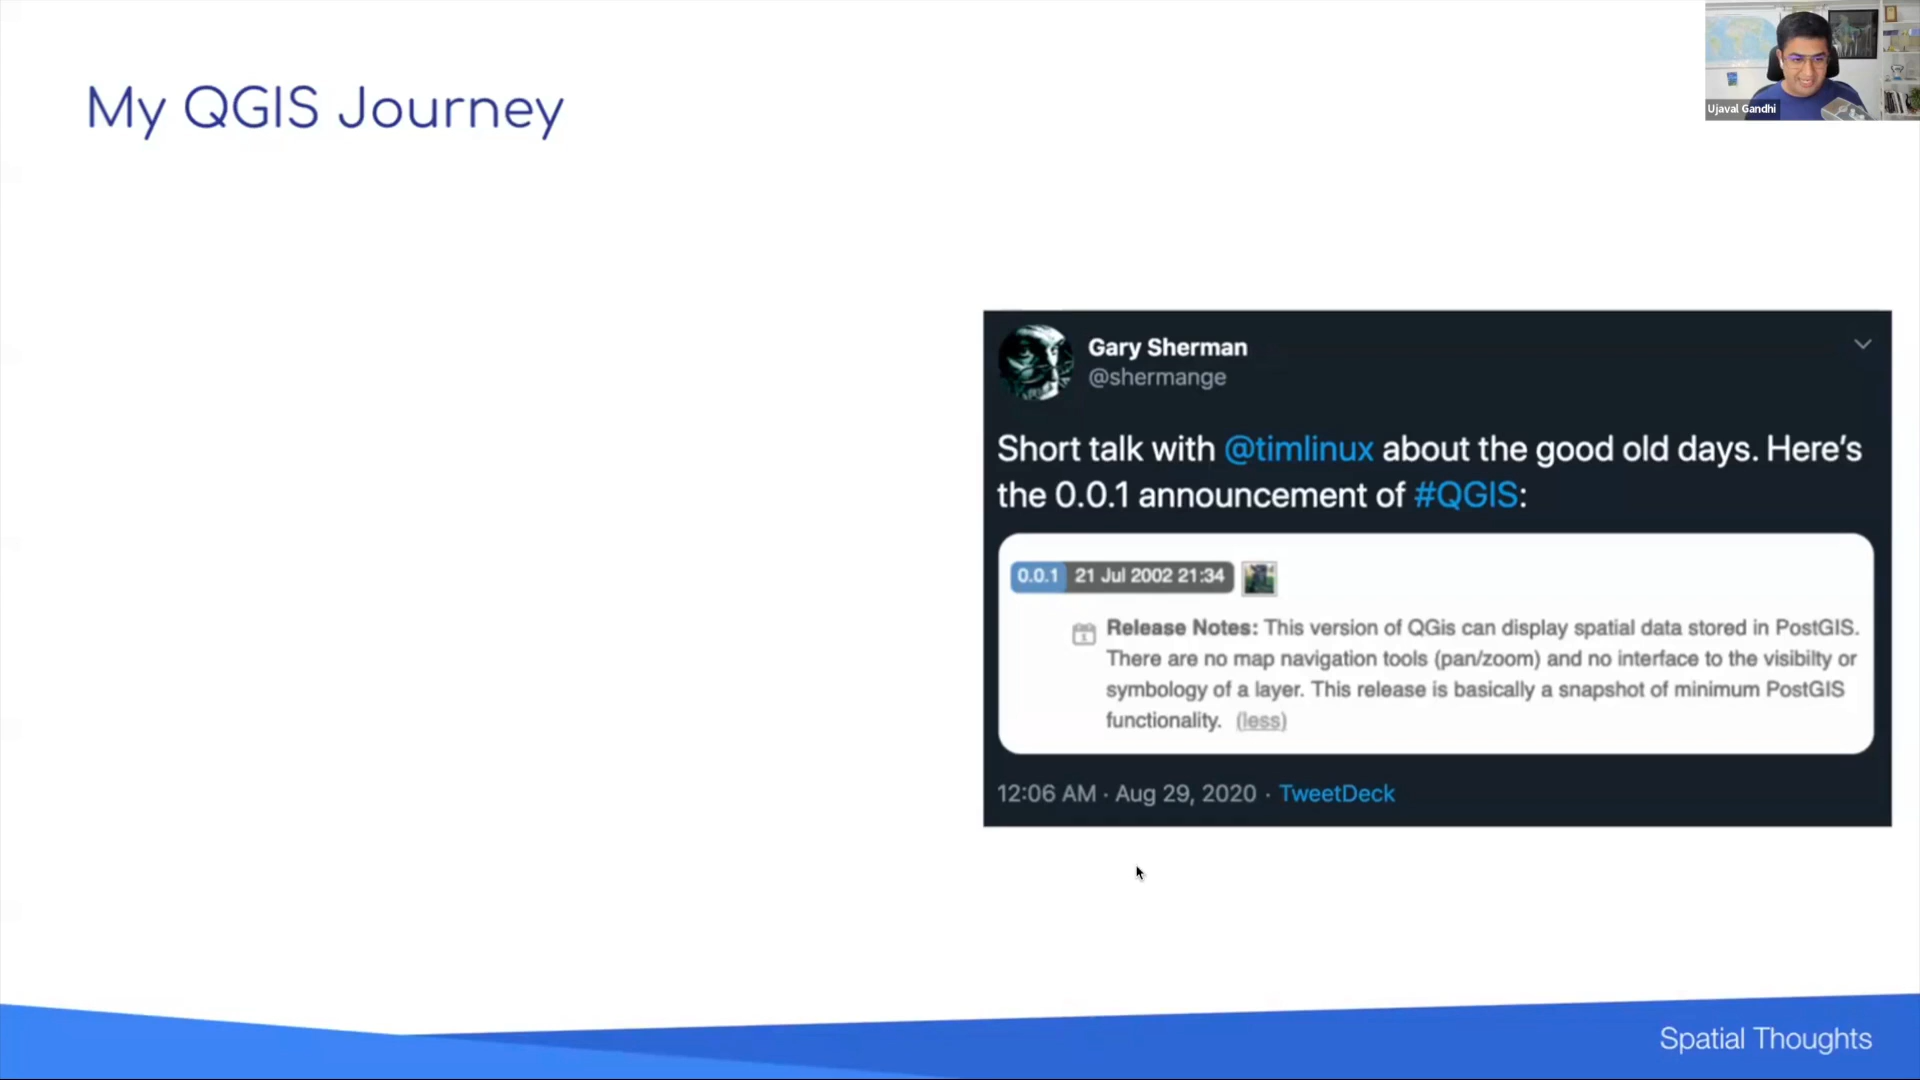 My QGIS Journey
Ujaval Gandhi
Gary Sherman
@shermange
Short talk with @timlinux about the good old days. Here's
the 0.0.1 announcement of #QGIS:
0.0.1 21 Jul 2002 21:34
Release Notes: This version of QGis can display spatial data stored in PostGIS.
There are no map navigation tools (pan/zoom) and no interface to the visibilty or
symbology of a layer. This release is basically a snapshot of minimum PostGIS
functionality. (less)
12:06 AM · Aug 29, 2020 · TweetDeck
Spatial Thoughts